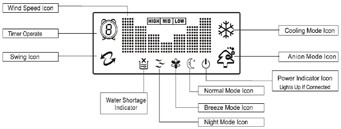 Wind Speed Icon
HIGH MID LOW
Timer Operate
8
Cooling Mode Icon
Swing Icon
Anion Mode Icon
Power Indicator Icon
Lights Up if Connected
Water Shortage
Indicator
Normal Mode Icon
Breeze Mode Icon
Night Mode Icon